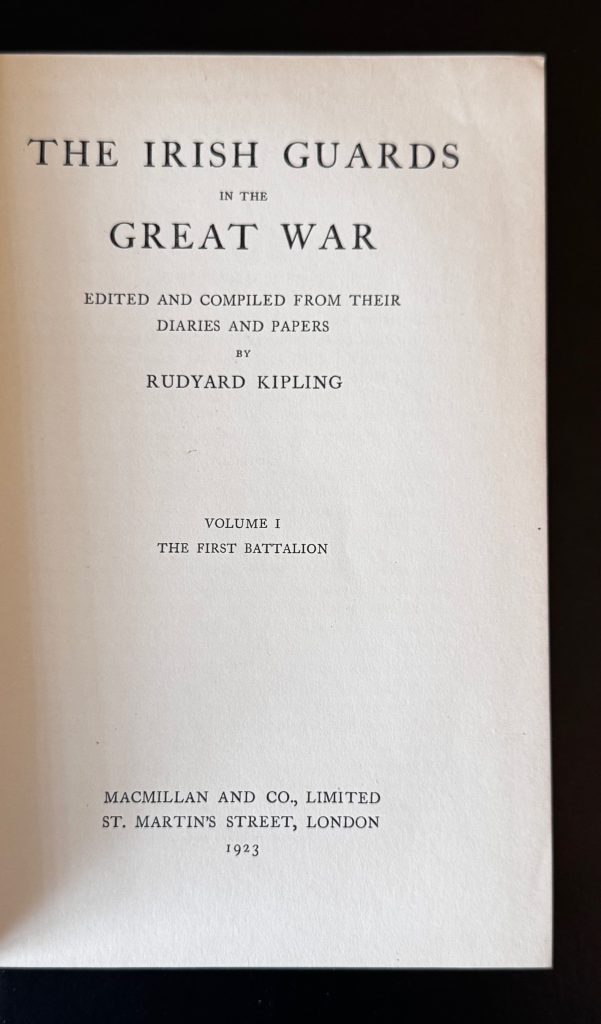 THE IRISH GUARDS
IN THE
GREAT WAR
EDITED AND COMPILED FROM THEIR
DIARIES AND PAPERS
BY
RUDYARD KIPLING
VOLUME I
THE FIRST BATTALION
MACMILLAN AND CO., LIMITED
ST. MARTIN'S STREET, LONDON
1923